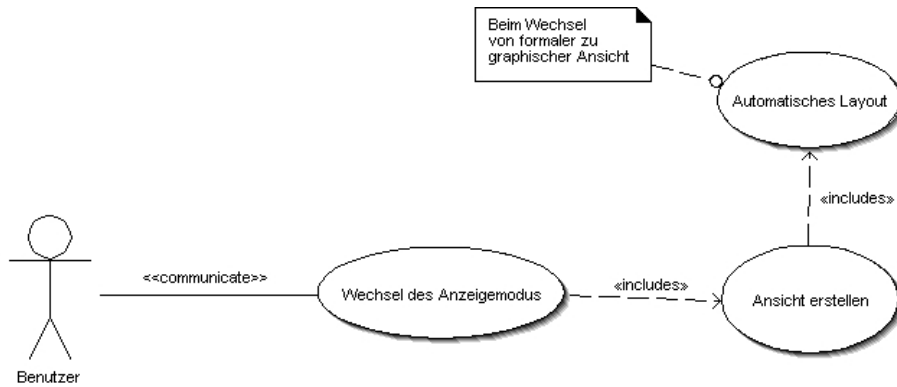 Beim Wechsel
von formaler zu
graphischer Ansicht
Automatisches Layout
«includes»
<<communicate>>
Wechsel des Anzeigemodus
«includes»
Ansicht erstellen
Benutzer